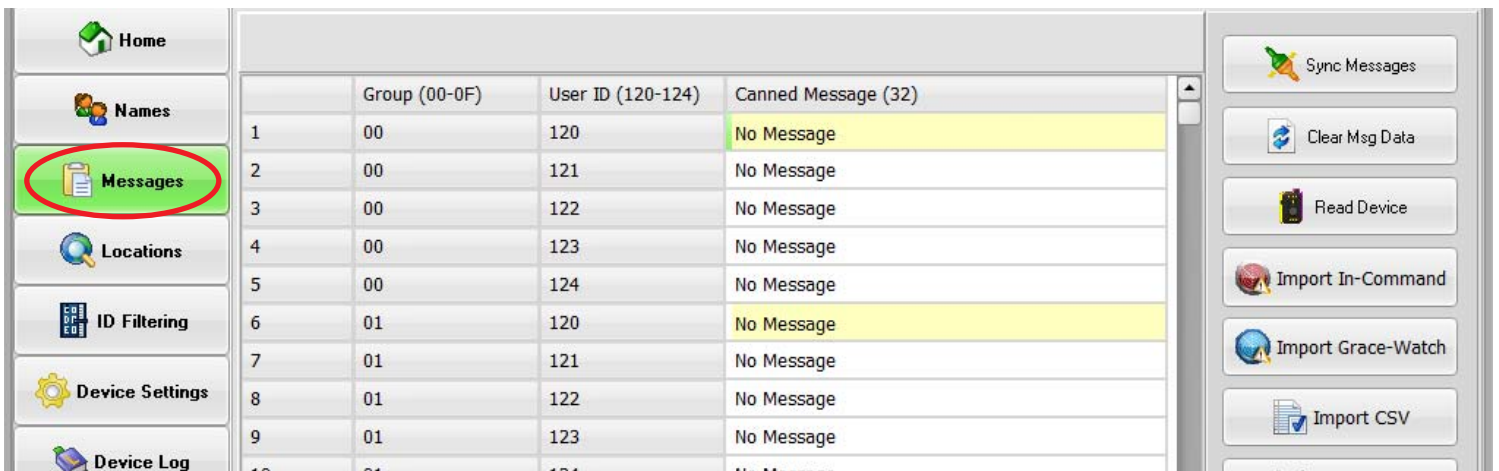 Home
Names
Messages
Locations
ID Filtering
Device Settings
Device Log
Group (00-0F) User ID (120-124) Canned Message (32)
1 00 120 No Message
2 00 121 No Message
3 00 122 No Message
4 00 123 No Message
5 00 124 No Message
6 01 120 No Message
7 01 121 No Message
8 01 122 No Message
9 01 123 No Message
Sync Messages
Clear Msg Data
Read Device
Import In-Command
Import Grace-Watch
Import CSV